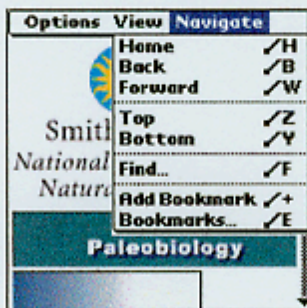 Options View Navigate
Home /H
Back /B
Forward /W
Top /Z
Bottom /Y
Find... /F
Add Bookmark /+
Bookmarks... /E
Smith
National
Natura
Paleobiology